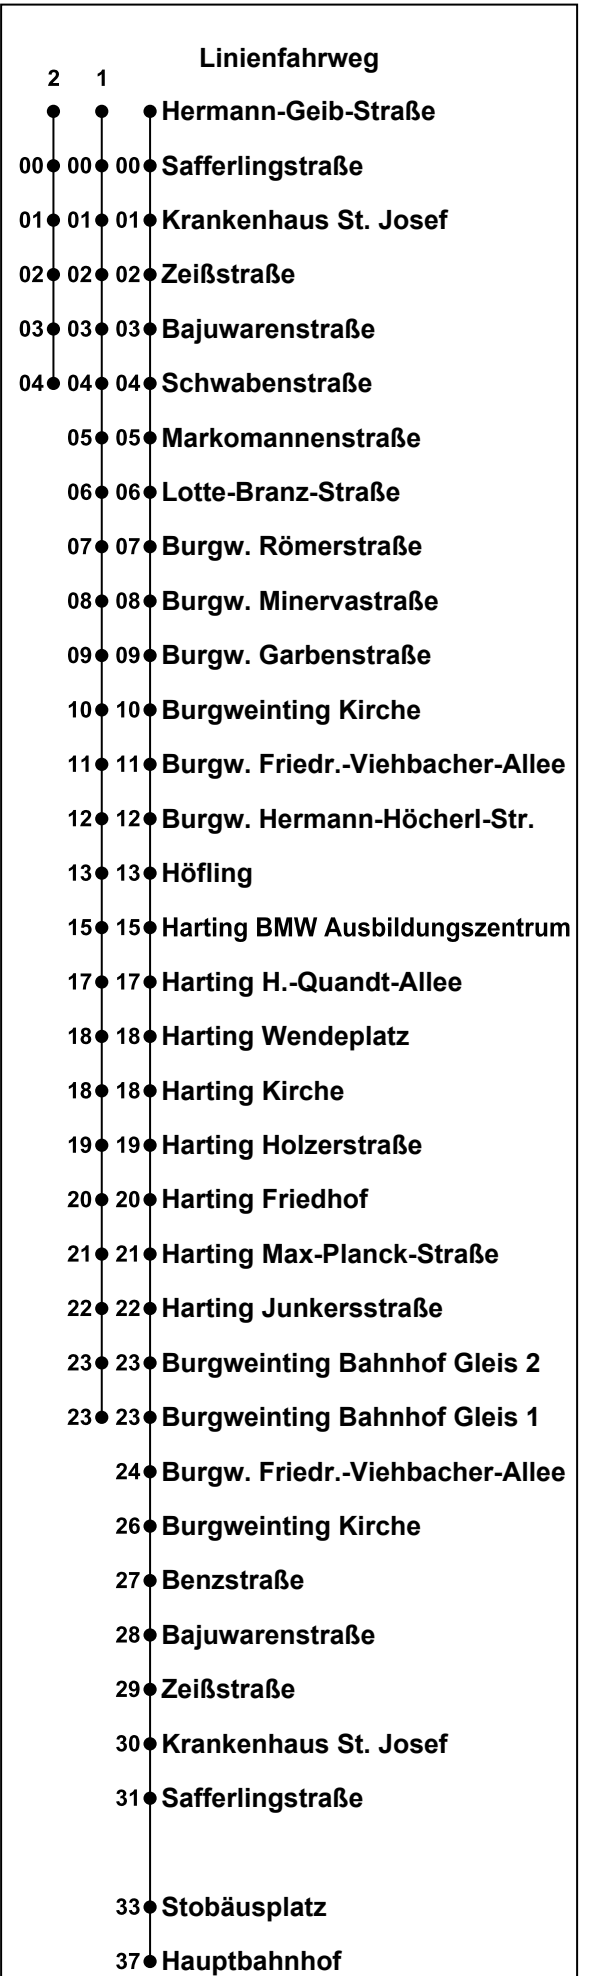 Linienfahrweg
2 1
Hermann-Geib-Straße
00 00 00 Safferlingstraße
01 01 01 Krankenhaus St. Josef
02 02 02 Zeißstraße
03 03 03 Bajuwarenstraße
04 04 04 Schwabenstraße
05 05 Markomannenstraße
06 06 Lotte-Branz-Straße
07 07 Burgw. Römerstraße
08 08 Burgw. Minervastraße
09 09 Burgw. Garbenstraße
10 10 Burgweinting Kirche
11 11 Burgw. Friedr.-Viehbacher-Allee
12 12 Burgw. Hermann-Höcherl-Str.
13 13 Höfling
15 15 Harting BMW Ausbildungszentrum
17 17 Harting H.-Quandt-Allee
18 18 Harting Wendeplatz
18 18 Harting Kirche
19 19 Harting Holzerstraße
20 20 Harting Friedhof
21 21 Harting Max-Planck-Straße
22 22 Harting Junkersstraße
23 23 Burgweinting Bahnhof Gleis 2
23 23 Burgweinting Bahnhof Gleis 1
24 Burgw. Friedr.-Viehbacher-Allee
26 Burgweinting Kirche
27 Benzstraße
28 Bajuwarenstraße
29 Zeißstraße
30 Krankenhaus St. Josef
31 Safferlingstraße
33 Stobäusplatz
37 Hauptbahnhof